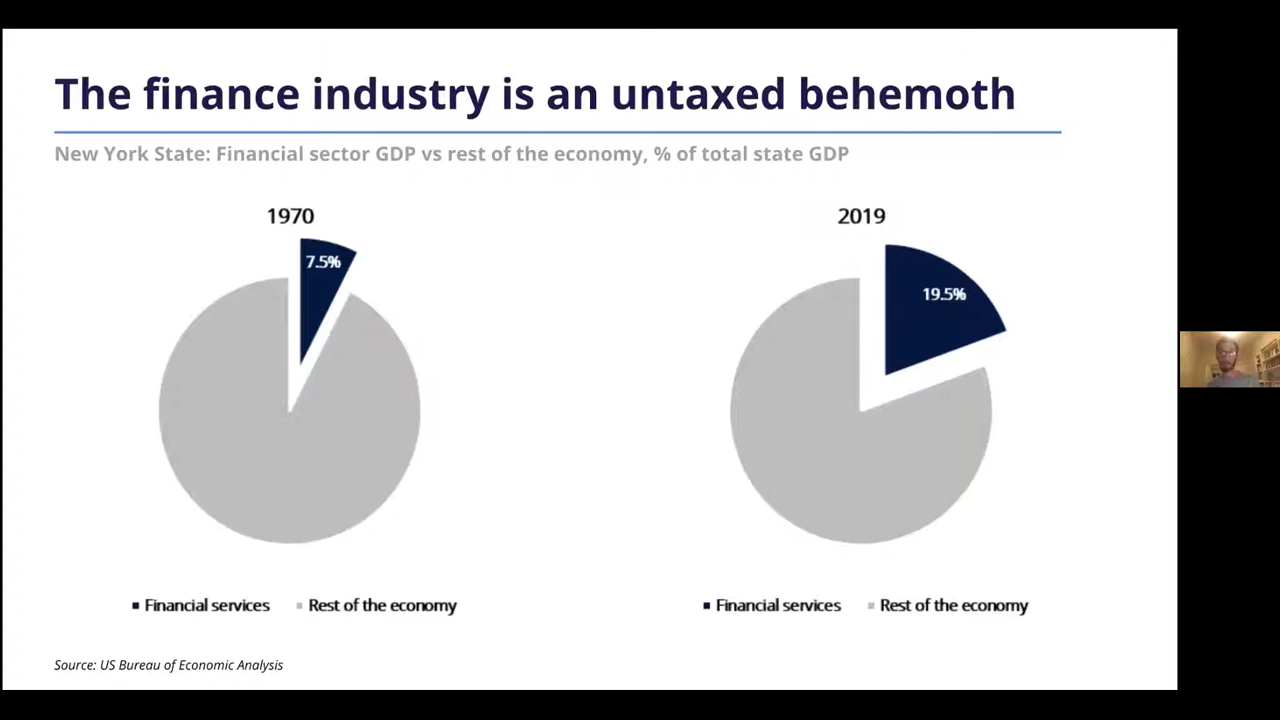 The finance industry is an untaxed behemoth
New York State: Financial sector GDP vs rest of the economy, % of total state GDP
1970
7.5%
Financial services Rest of the economy
2019
19.5%
Financial services Rest of the economy
Source: US Bureau of Economic Analysis